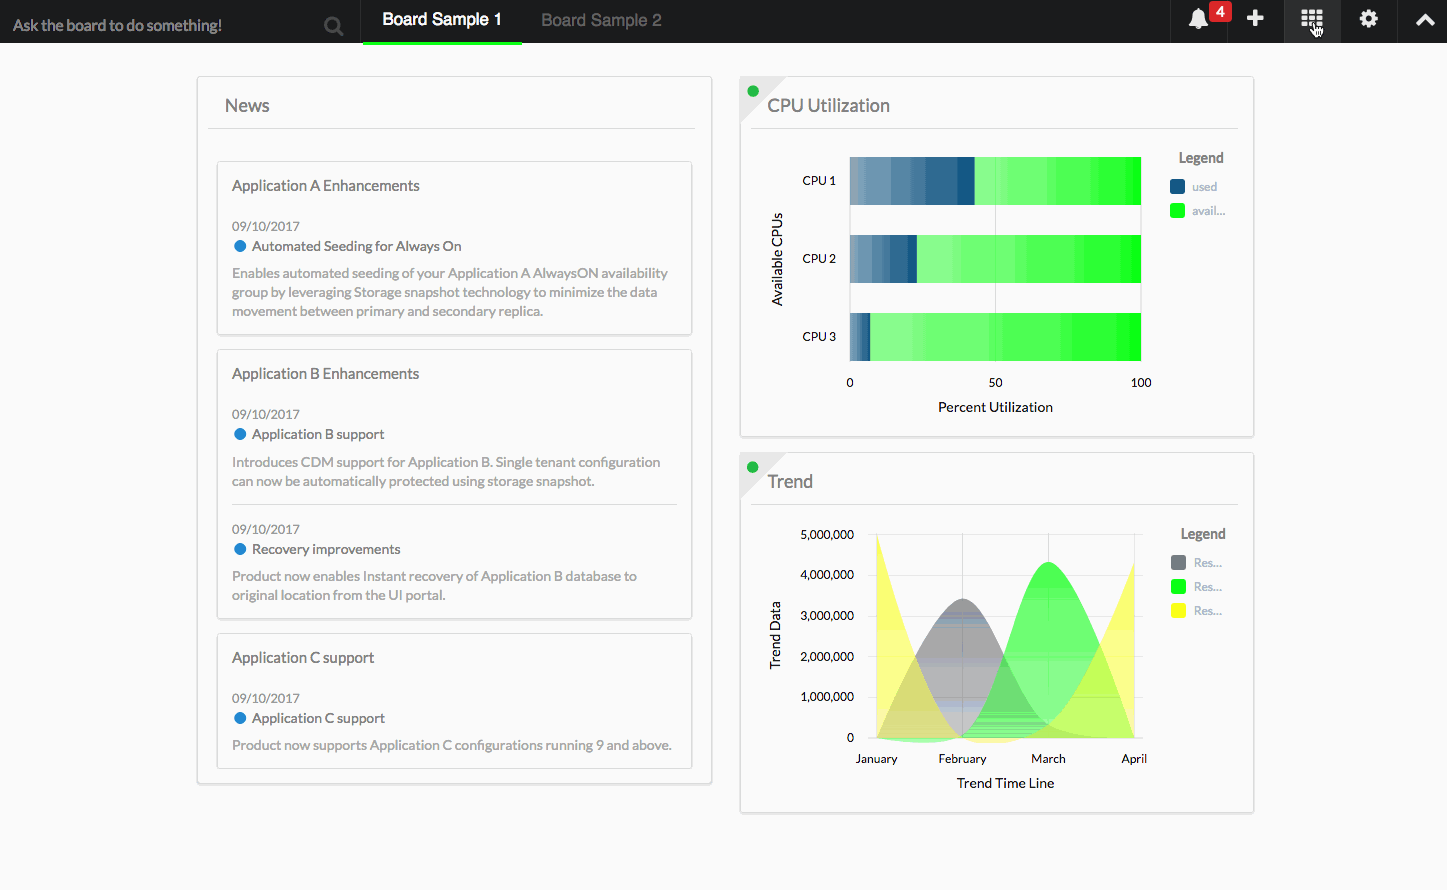 Ask the board to do something!
Board Sample 1
Board Sample 2
4
News
Application A Enhancements
09/10/2017
Automated Seeding for Always On
Enables automated seeding of your Application A AlwaysON availability
group by leveraging Storage snapshot technology to minimize the data
movement between primary and secondary replica.
Application B Enhancements
09/10/2017
Application B support
Introduces CDM support for Application B. Single tenant configuration
can now be automatically protected using storage snapshot.
09/10/2017
Recovery improvements
Product now enables Instant recovery of Application B database to
original location from the UI portal.
Application C support
09/10/2017
Application C support
Product now supports Application C configurations running 9 and above.
CPU Utilization
Available CPUs
CPU 1
CPU 2
CPU 3
0
50
100
Percent Utilization
Legend
used
avail...
Trend
Trend Data
5,000,000
4,000,000
3,000,000
2,000,000
1,000,000
0
January
February
March
April
Trend Time Line
Legend
Res...
Res...
Res...